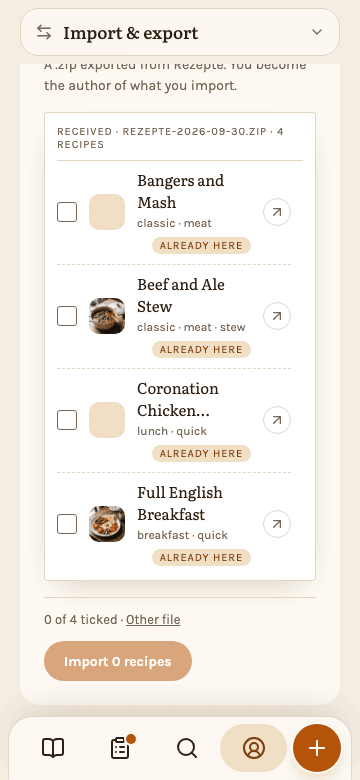 Import & export
A .zip exported from Rezepte. You become
the author of what you import.
RECEIVED · REZEPTE-2026-09-30.ZIP · 4
RECIPES
Bangers and
Mash
classic · meat
ALREADY HERE
Beef and Ale
Stew
classic · meat · stew
ALREADY HERE
Coronation
Chicken…
lunch · quick
ALREADY HERE
Full English
Breakfast
breakfast · quick
ALREADY HERE
0 of 4 ticked · Other file
Import 0 recipes